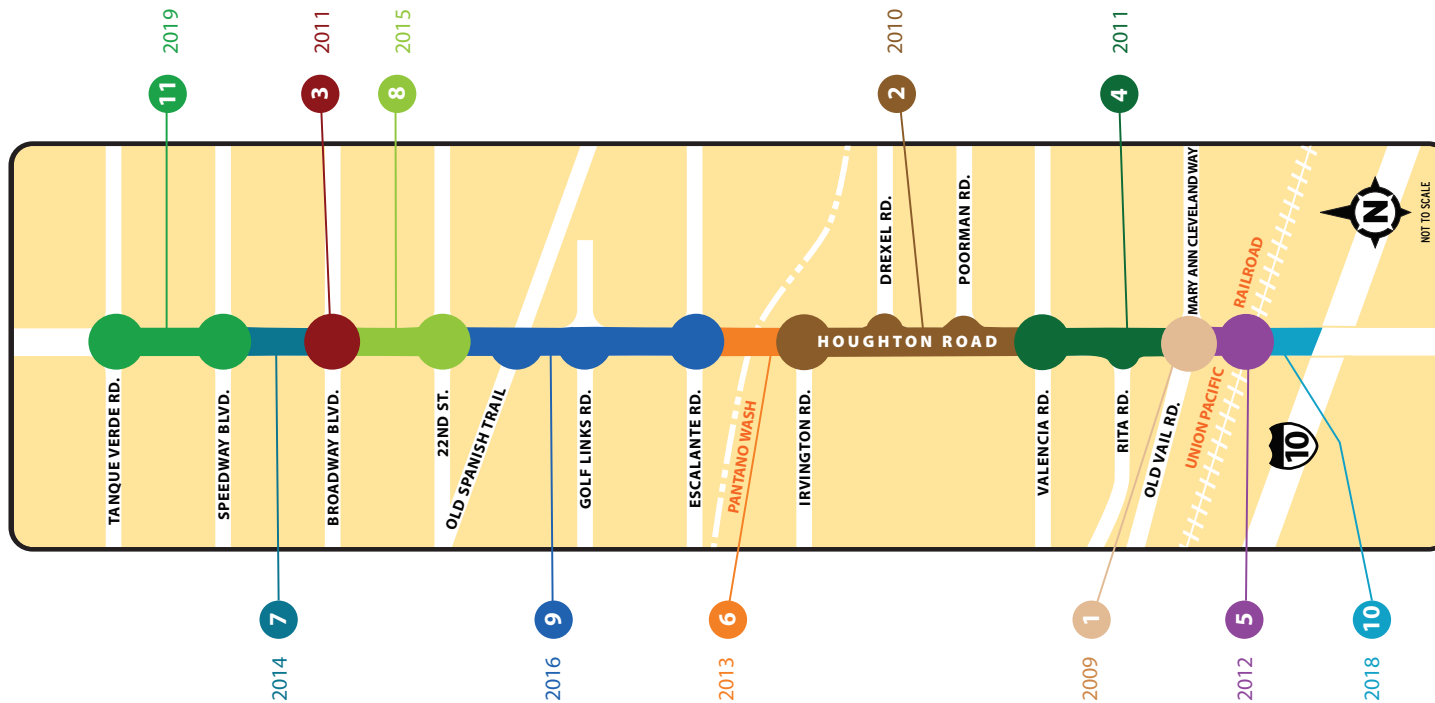 11
2019
3
2011
8
2015
2
2010
4
2011
TANQUE VERDE RD.
SPEEDWAY BLVD.
BROADWAY BLVD.
22ND ST.
OLD SPANISH TRAIL
GOLF LINKS RD.
ESCALANTE RD.
PANTANO WASH
IRVINGTON RD.
HOUGHTON ROAD
DREXEL RD.
POORMAN RD.
VALENCIA RD.
RITA RD.
OLD VAIL RD.
MARY ANN CLEVELAND WAY
UNION PACIFIC
RAILROAD
10
N
NOT TO SCALE
7
2014
9
2016
6
2013
1
2009
5
2012
10
2018